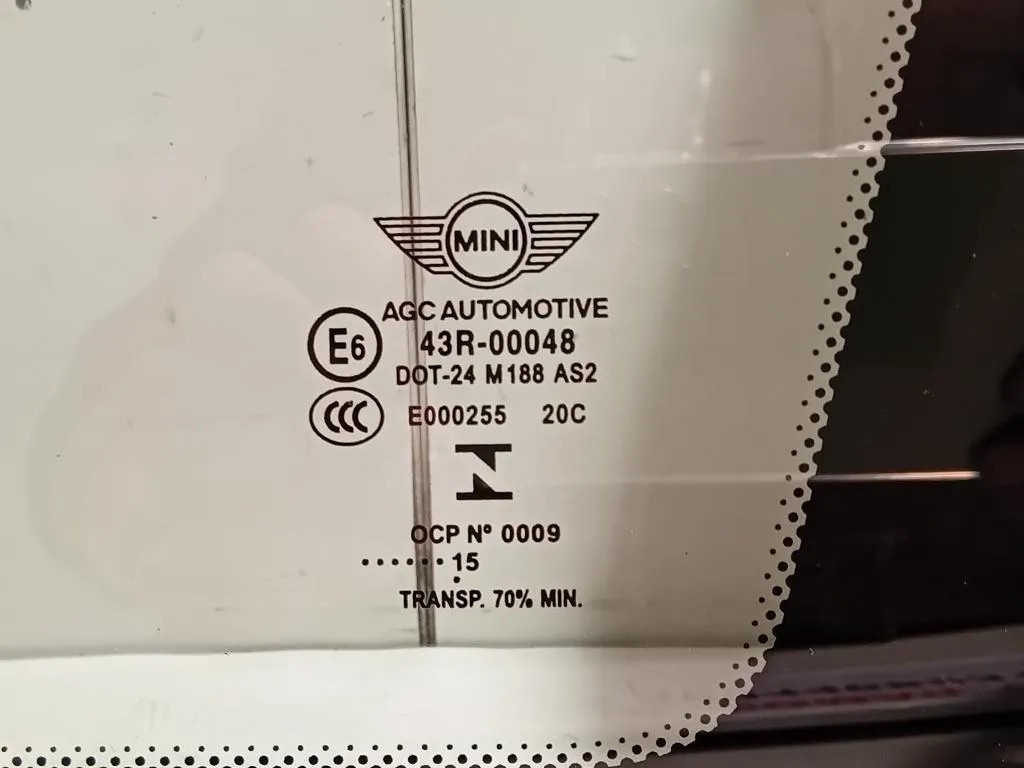 MINI
AGC AUTOMOTIVE
E6 43R-00048
DOT-24 M188 AS2
CCC E000255 20C
OCP Nº 0009
......15
.
TRANSP. 70% MIN.